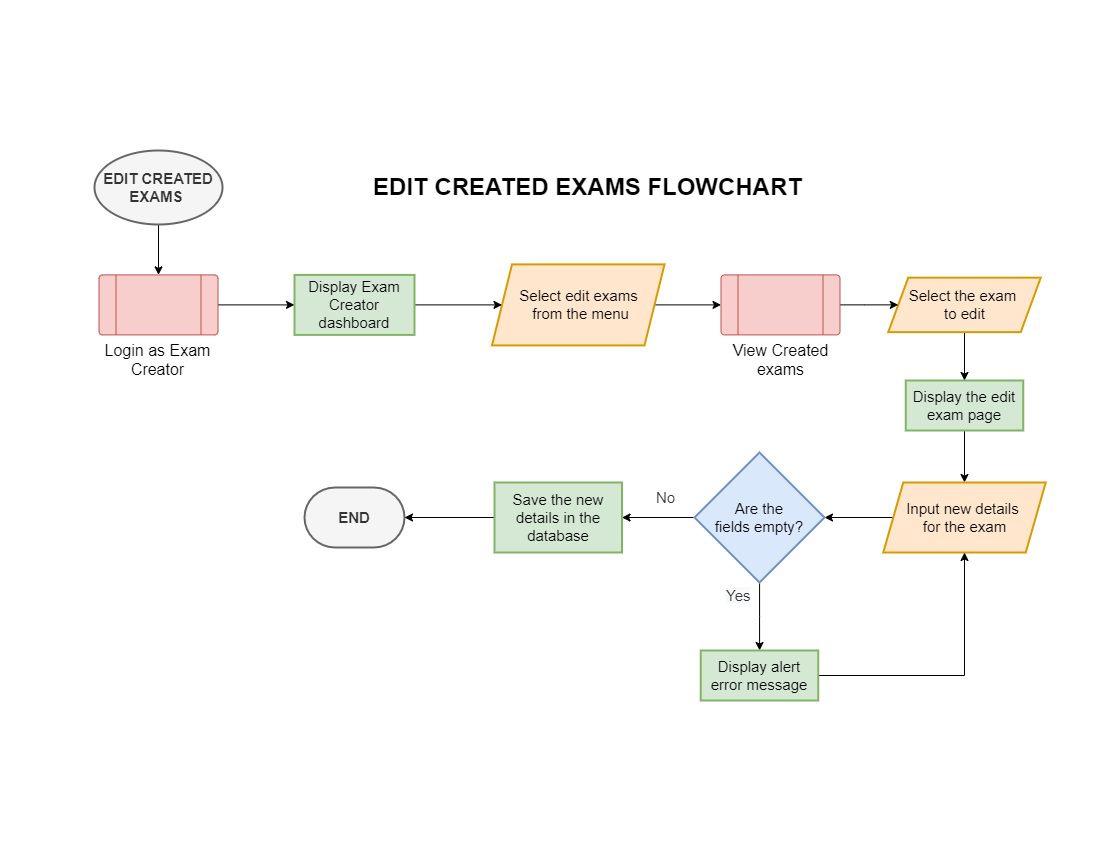 EDIT CREATED
EXAMS
EDIT CREATED EXAMS FLOWCHART
Login as Exam
Creator
Display Exam
Creator
dashboard
Select edit exams
from the menu
View Created
exams
Select the exam
to edit
Display the edit
exam page
Input new details
for the exam
Are the
fields empty?
No
Save the new
details in the
database
END
Yes
Display alert
error message